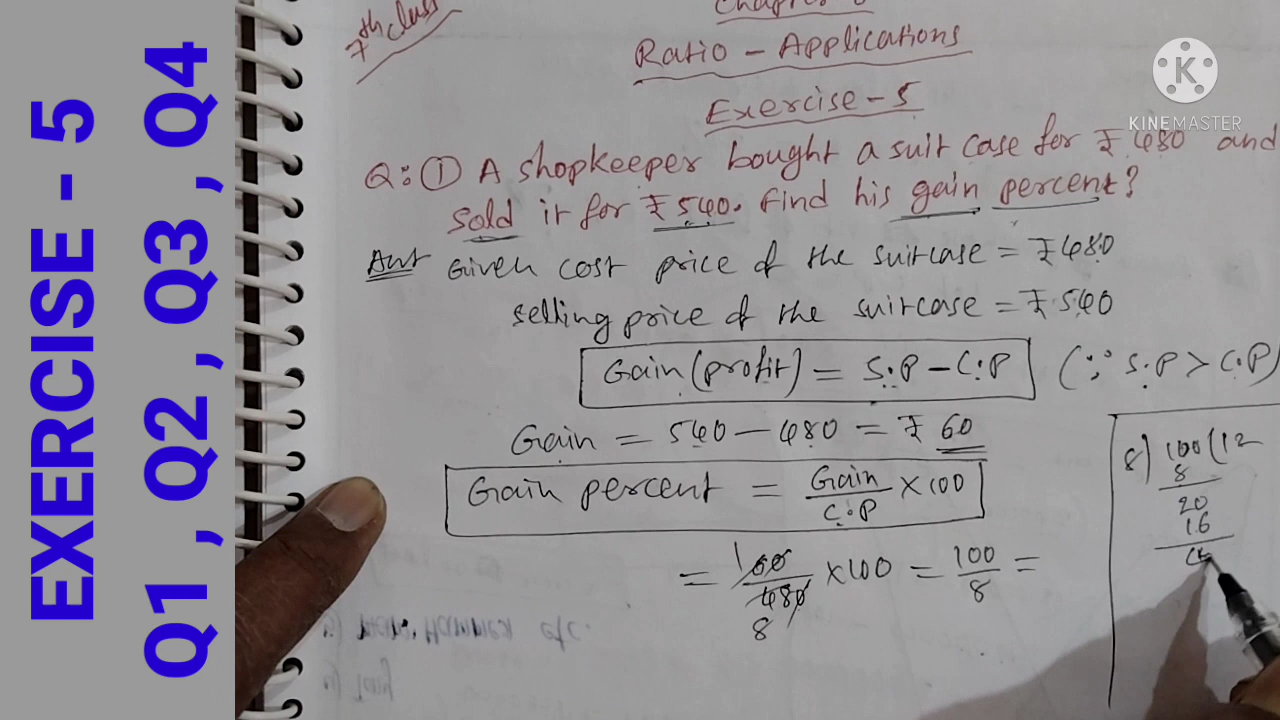 EXERCISE - 5
Q1 , Q2 , Q3 , Q4
7th class
Ratio - Applications
Exercise - 5
Q:① A shopkeeper bought a suit case for ₹ 480 and
sold it for ₹ 540. Find his gain percent?
Given cost price of the suitcase = ₹ 480
selling price of the suitcase = ₹ 540
Gain (profit) = S.P - C.P (∵ S.P > C.P)
Gain = 540 - 480 = ₹ 60
Gain percent = Gain/C.P × 100
= 60/480 × 100 = 100/8 =
1
8
8) 100 (12
8
20
16
K
KINEMASTER